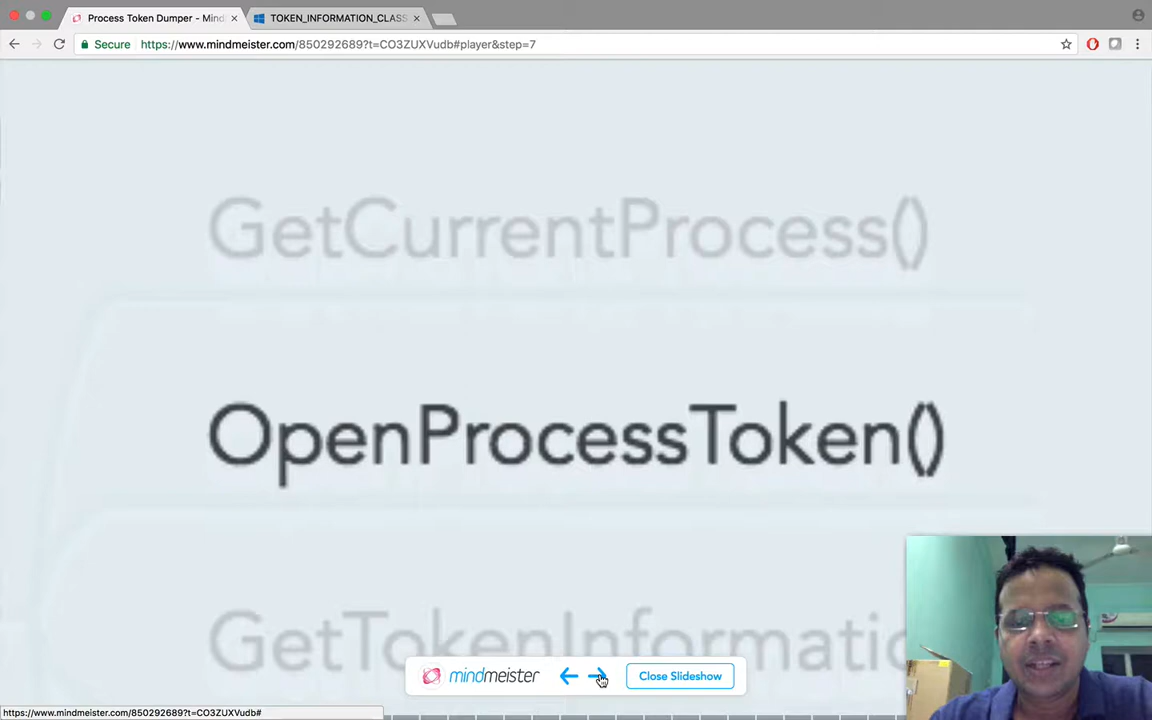 Process Token Dumper - Mind
TOKEN_INFORMATION_CLASS
Secure
https://www.mindmeister.com/850292689?t=CO3ZUXVudb#player&step=7
GetCurrentProcess()
OpenProcessToken()
GetTokenInformatio
mindmeister
Close Slideshow
https://www.mindmeister.com/850292689?t=CO3ZUXVudb#